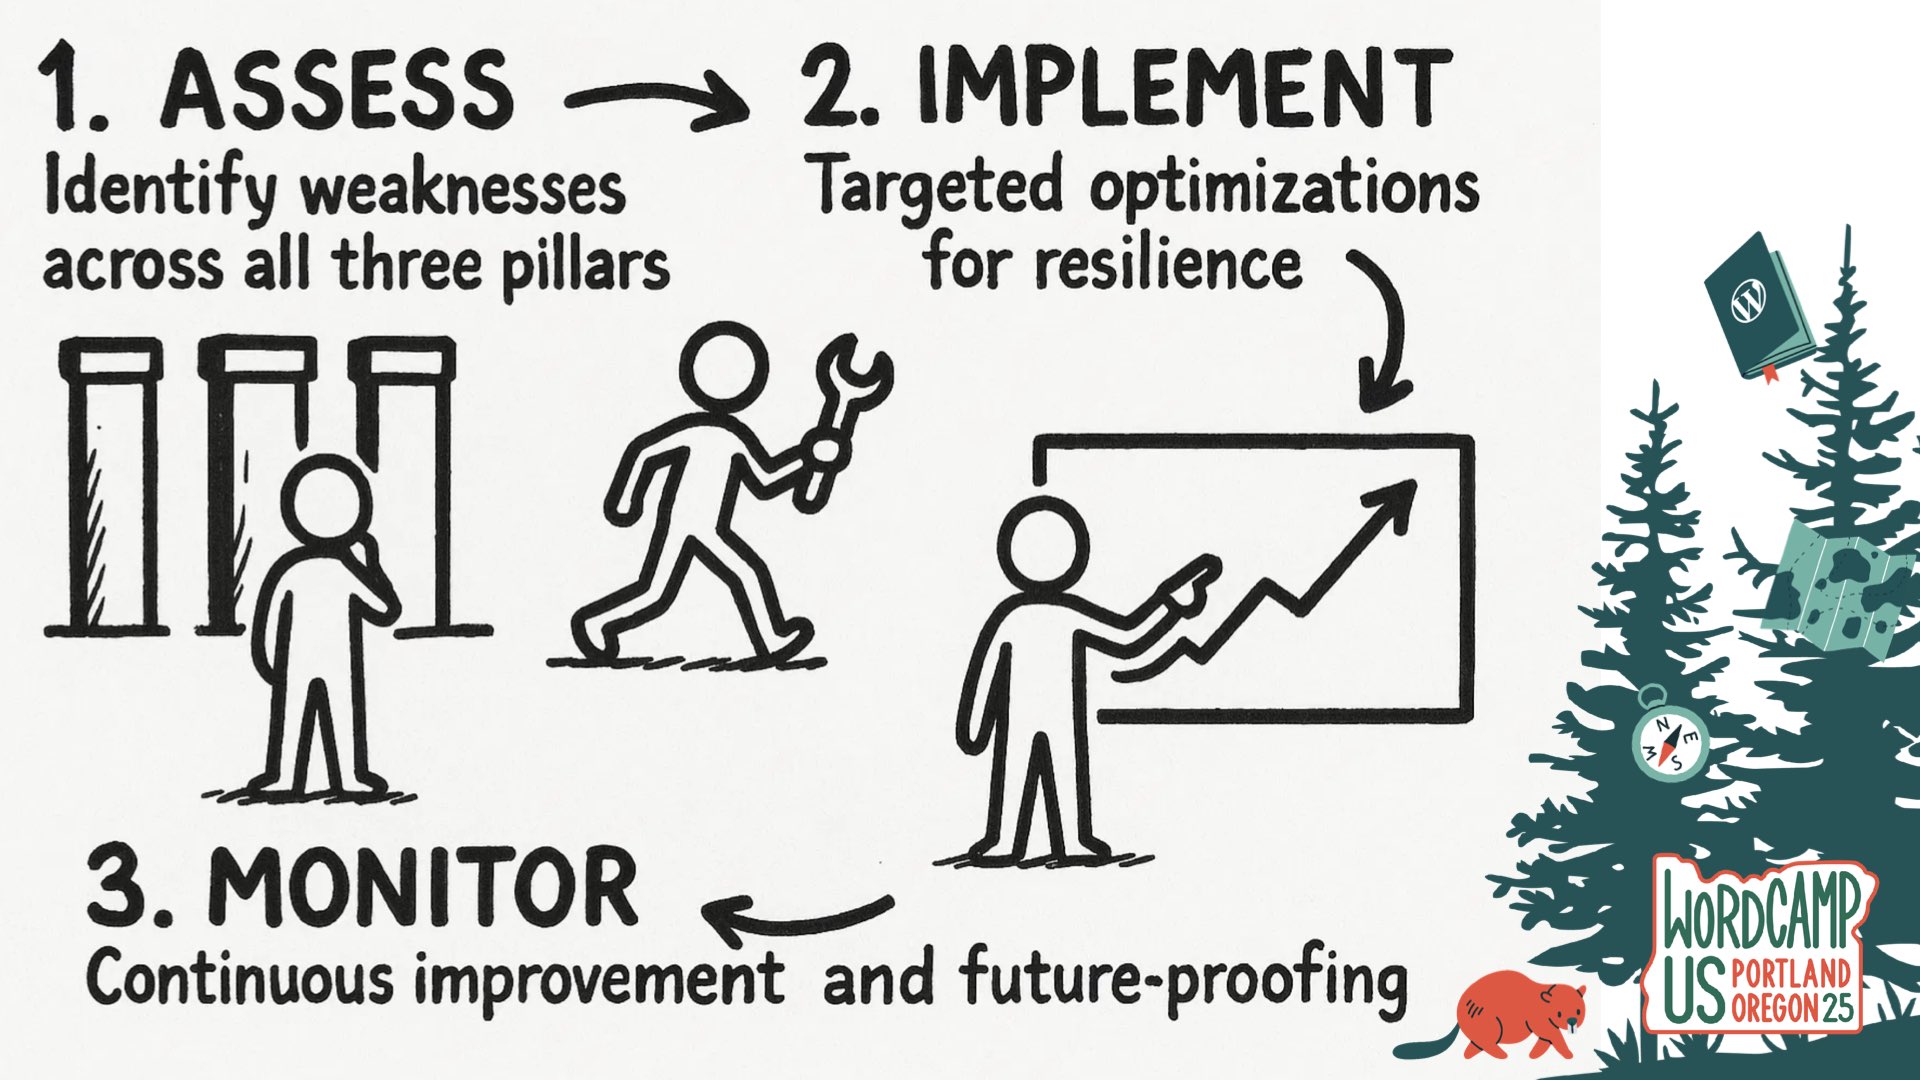 1. ASSESS
Identify weaknesses
across all three pillars
2. IMPLEMENT
Targeted optimizations
for resilience
3. MONITOR
Continuous improvement and future-proofing
W
N
E
S
W
WORDCAMP
US PORTLAND
OREGON 25